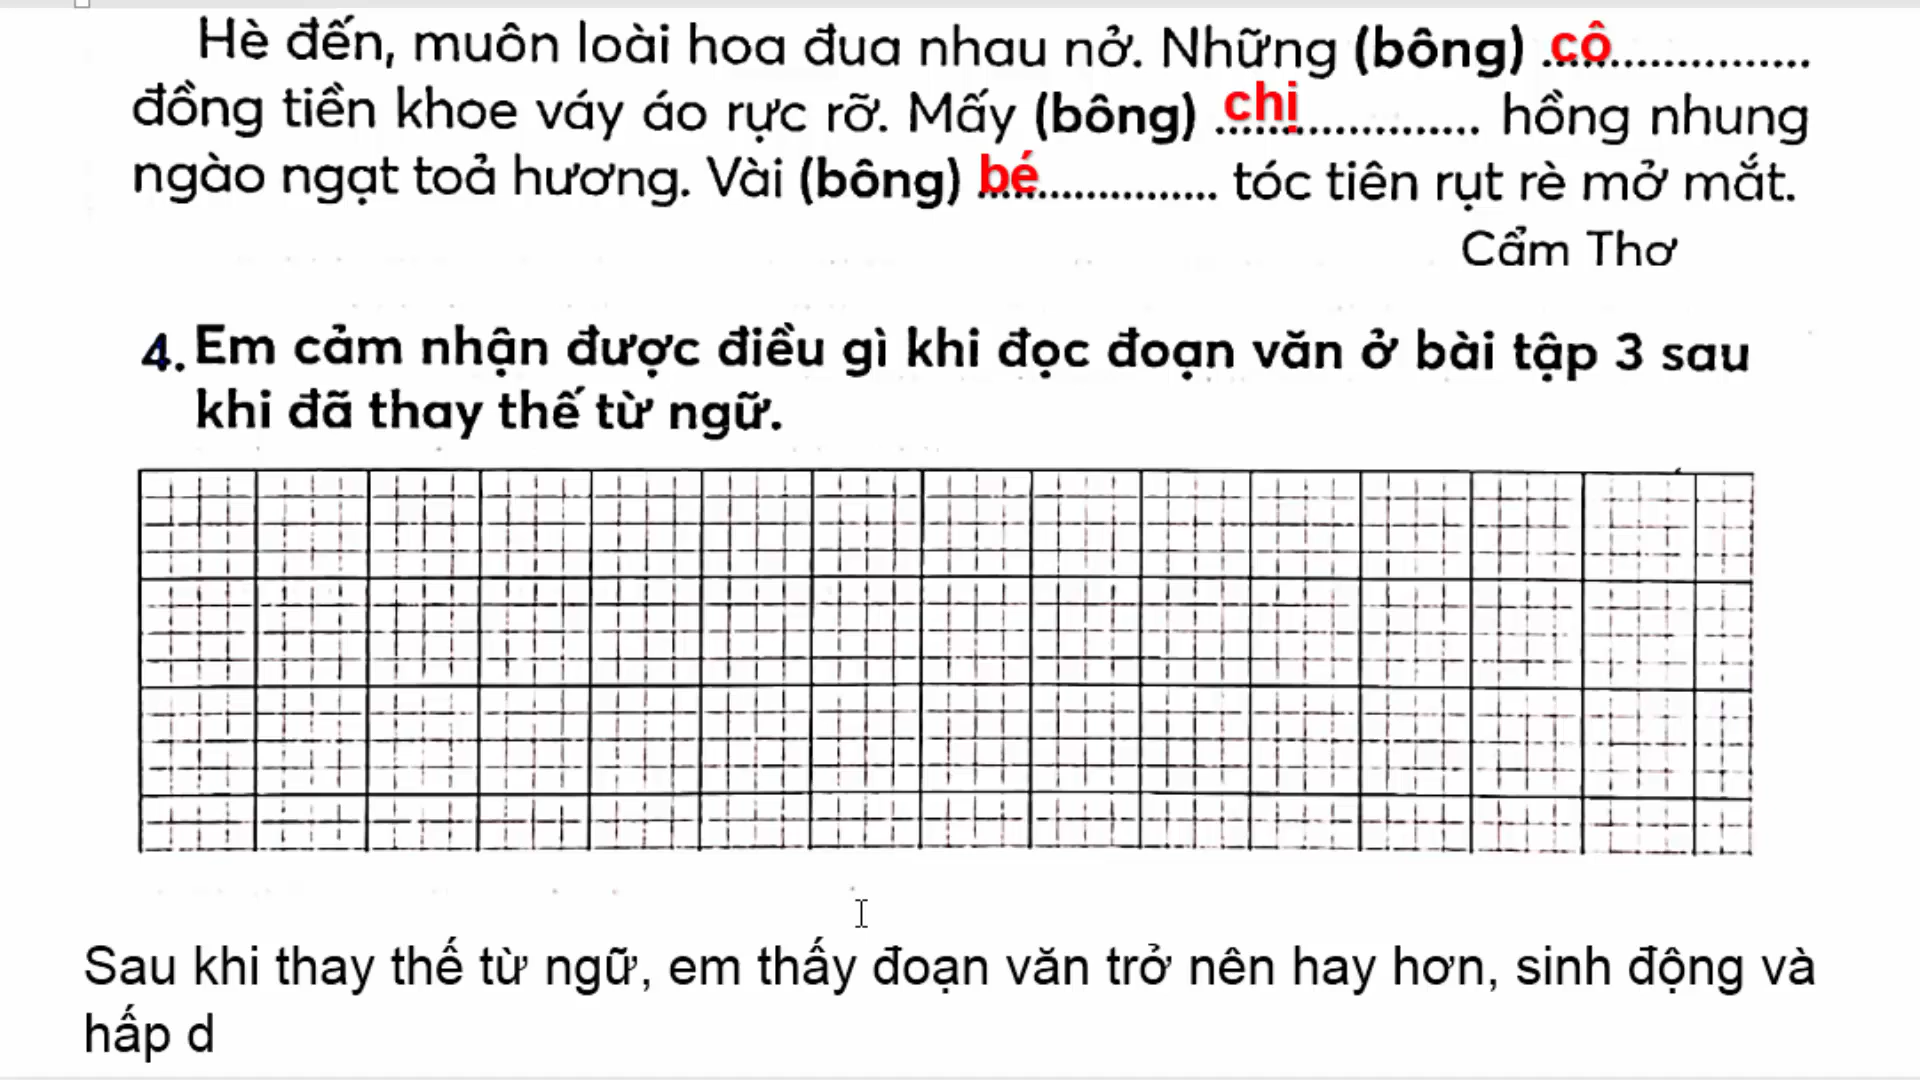 Hè đến, muôn loài hoa đua nhau nở. Những (bông) cô..................
đồng tiền khoe váy áo rực rỡ. Mấy (bông) chị.................. hồng nhung
ngào ngạt toả hương. Vài (bông) bé.................. tóc tiên rụt rè mở mắt.
Cẩm Thơ
4. Em cảm nhận được điều gì khi đọc đoạn văn ở bài tập 3 sau
khi đã thay thế từ ngữ.
Sau khi thay thế từ ngữ, em thấy đoạn văn trở nên hay hơn, sinh động và
hấp d